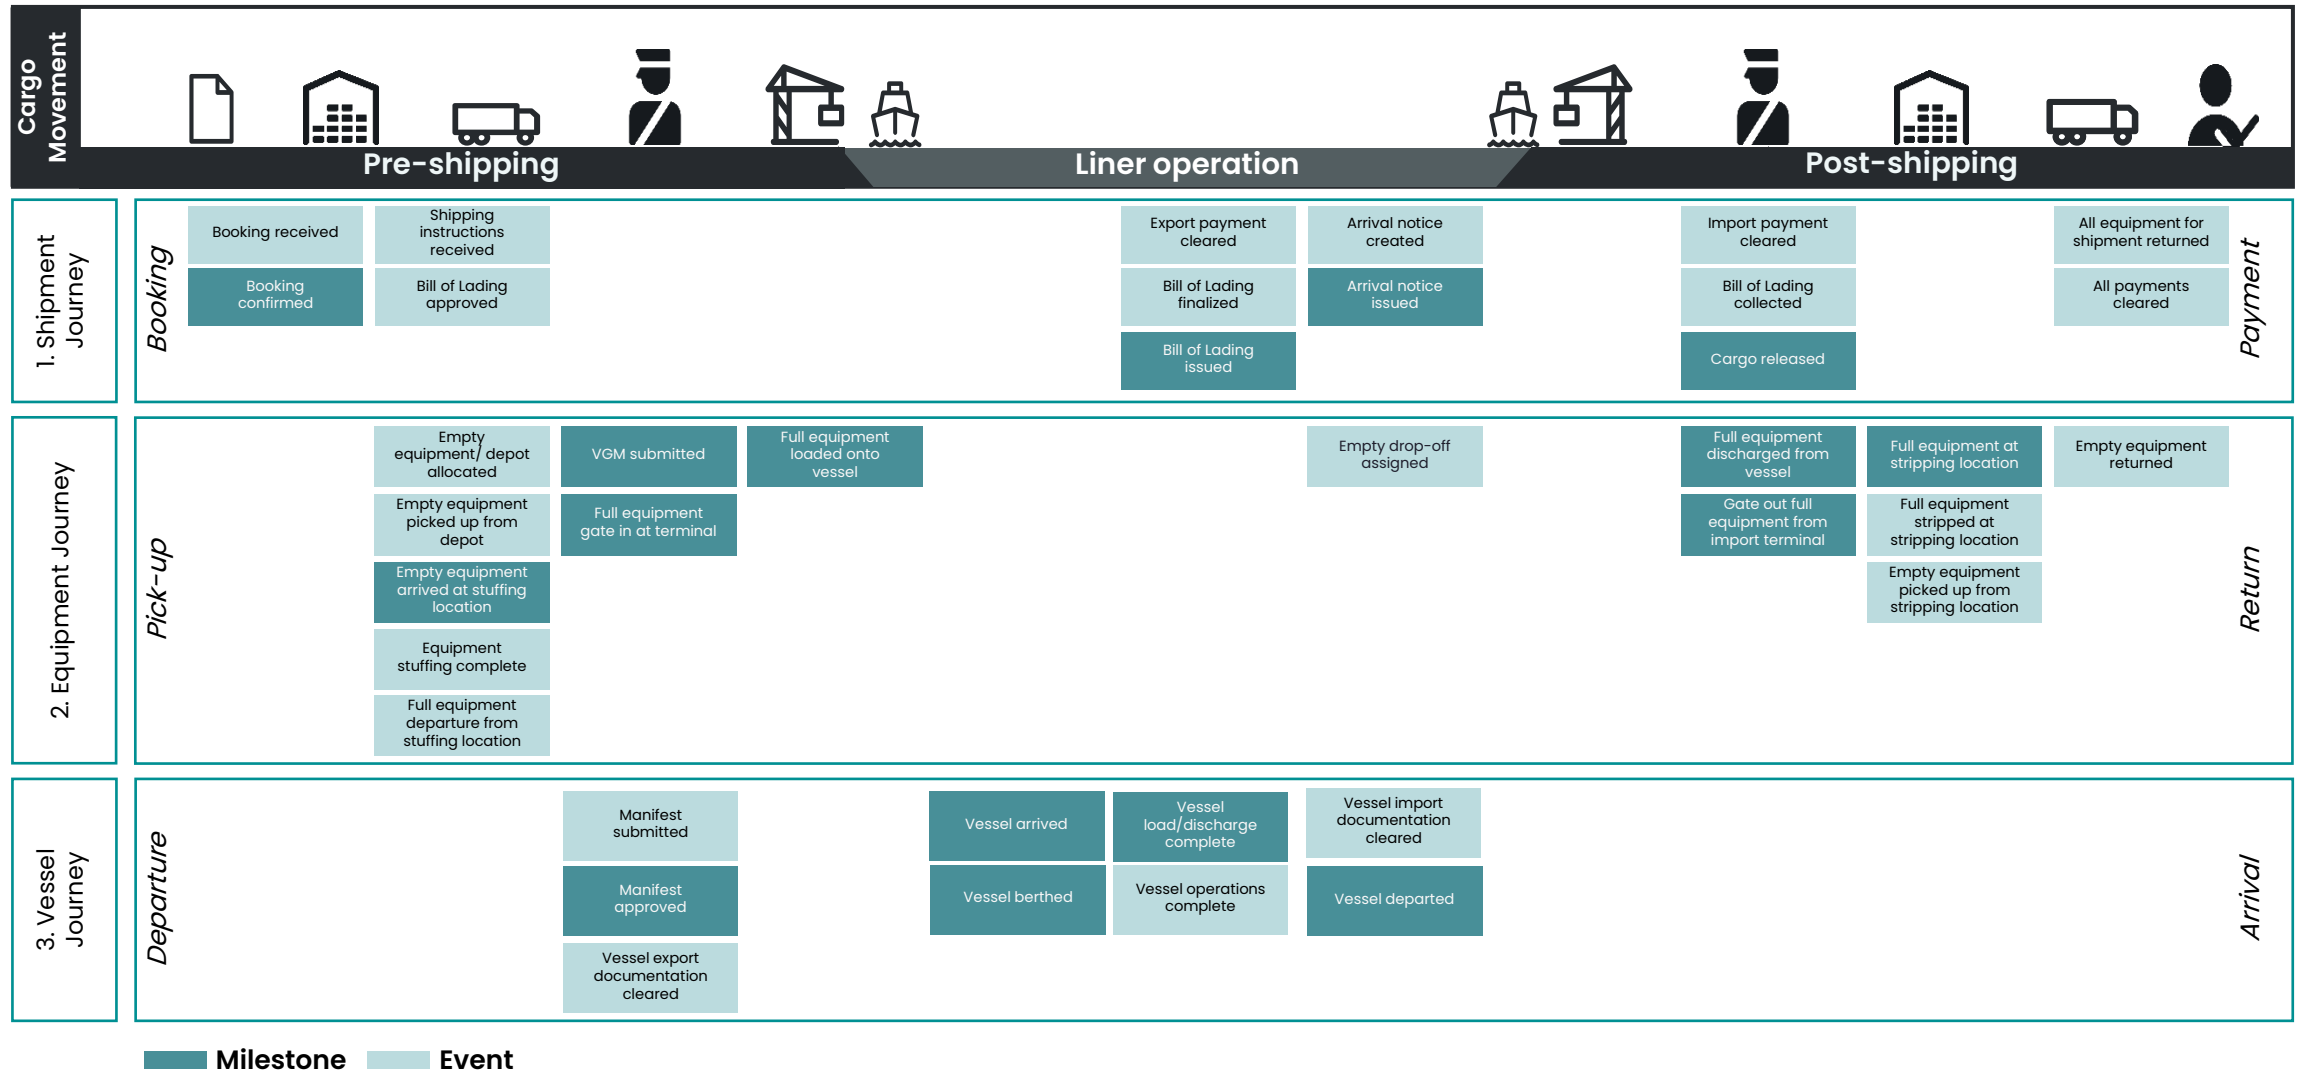 Cargo
Movement
Pre-shipping
Liner operation
Post-shipping
1. Shipment
Journey
Booking
Booking received
Booking
confirmed
Shipping
instructions
received
Bill of Lading
approved
Export payment
cleared
Bill of Lading
finalized
Bill of Lading
issued
Arrival notice
created
Arrival notice
issued
Import payment
cleared
Bill of Lading
collected
Cargo released
All equipment for
shipment returned
All payments
cleared
Payment
2. Equipment Journey
Pick-up
Empty
equipment/ depot
allocated
Empty equipment
picked up from
depot
Empty equipment
arrived at stuffing
location
Equipment
stuffing complete
Full equipment
departure from
stuffing location
VGM submitted
Full equipment
gate in at terminal
Full equipment
loaded onto
vessel
Empty drop-off
assigned
Full equipment
discharged from
vessel
Gate out full
equipment from
import terminal
Full equipment at
stripping location
Full equipment
stripped at
stripping location
Empty equipment
picked up from
stripping location
Empty equipment
returned
Return
3. Vessel
Journey
Departure
Manifest
submitted
Manifest
approved
Vessel export
documentation
cleared
Vessel arrived
Vessel berthed
Vessel
load/discharge
complete
Vessel operations
complete
Vessel import
documentation
cleared
Vessel departed
Arrival
Milestone
Event